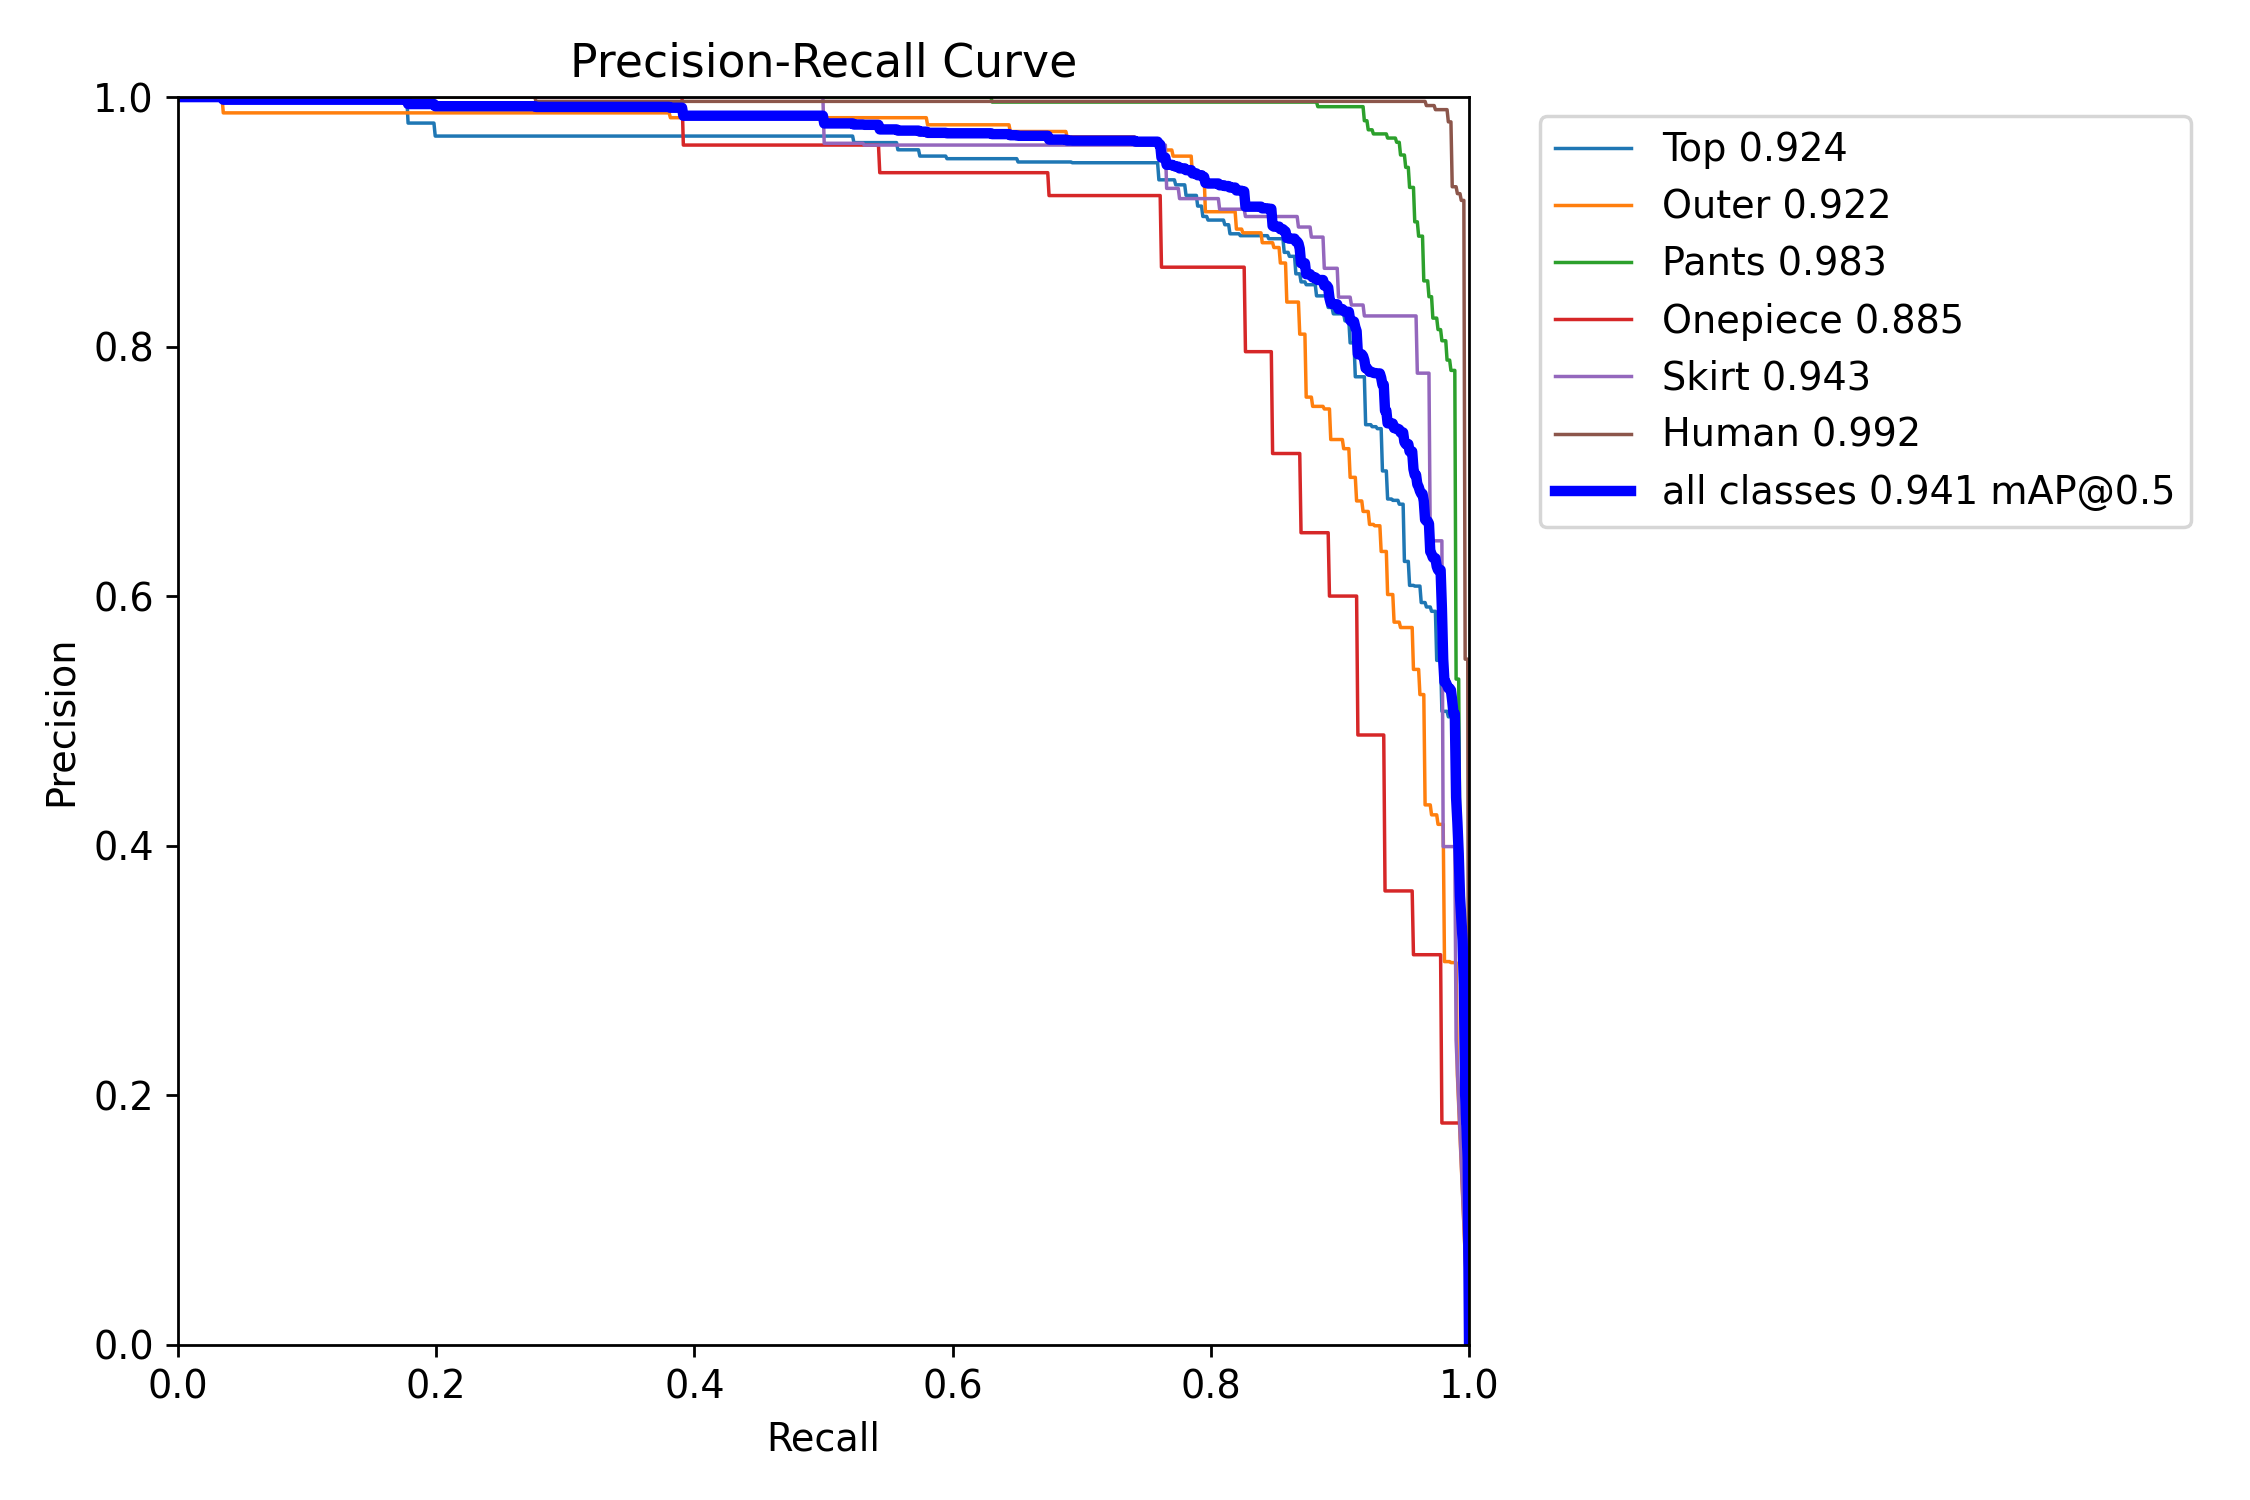 Precision-Recall Curve
1.0
0.8
0.6
0.4
0.2
0.0
Precision
0.0 0.2 0.4 0.6 0.8 1.0
Recall
Top 0.924
Outer 0.922
Pants 0.983
Onepiece 0.885
Skirt 0.943
Human 0.992
all classes 0.941 mAP@0.5